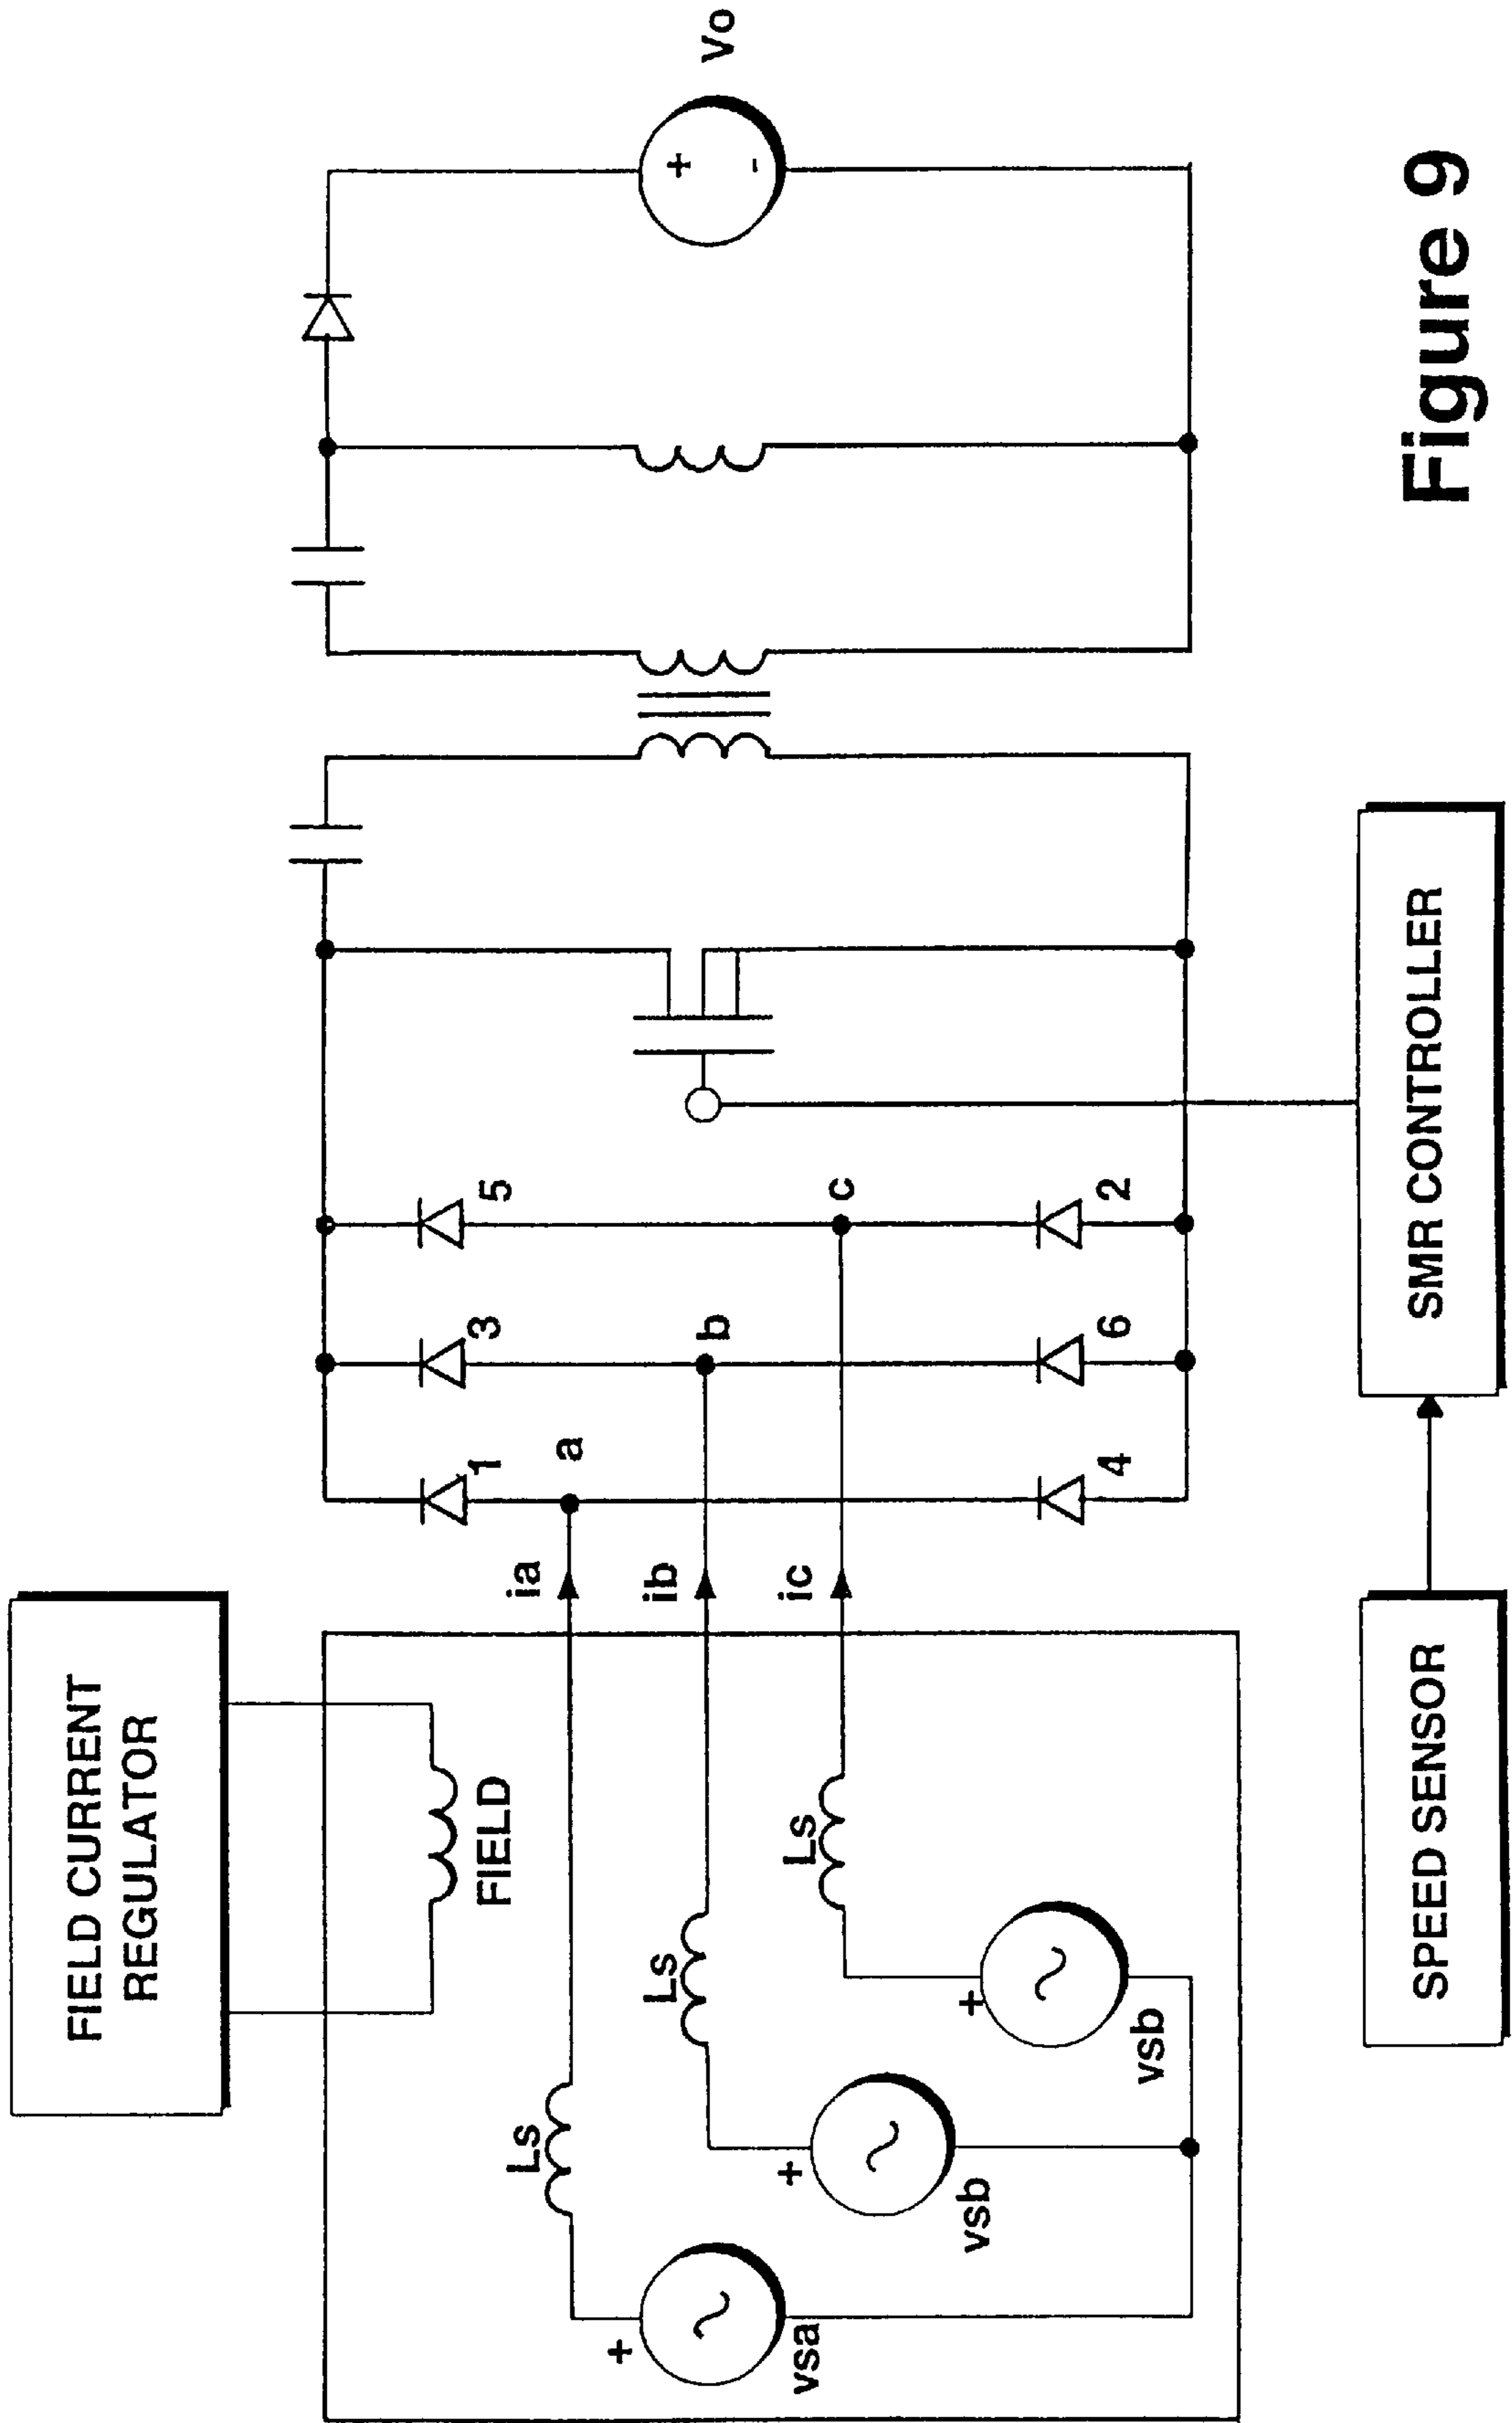 FIELD CURRENT
REGULATOR
FIELD
Ls
Ls
Ls
+
vsa
+
vsb
+
vsb
ia
ib
ic
a
b
c
1
3
5
4
6
2
+
-
Vo
SPEED SENSOR
SMR CONTROLLER
Figure 9